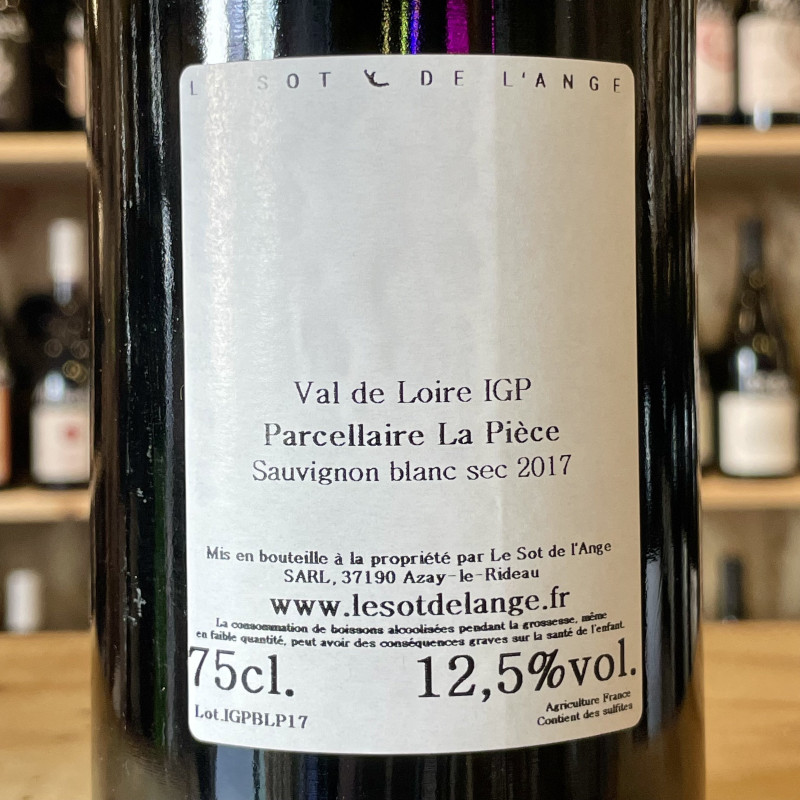 LE SOT DE L'ANGE
Val de Loire IGP
Parcellaire La Pièce
Sauvignon blanc sec 2017
Mis en bouteille à la propriété par Le Sot de l'Ange
SARL, 37190 Azay-le-Rideau
www.lesotdelange.fr
La consommation de boissons alcoolisées pendant la grossesse, même
en faible quantité, peut avoir des conséquences graves sur la santé de l'enfant.
75cl. 12,5%vol.
Lot.IGPBLP17
Agriculture France
Contient des sulfites